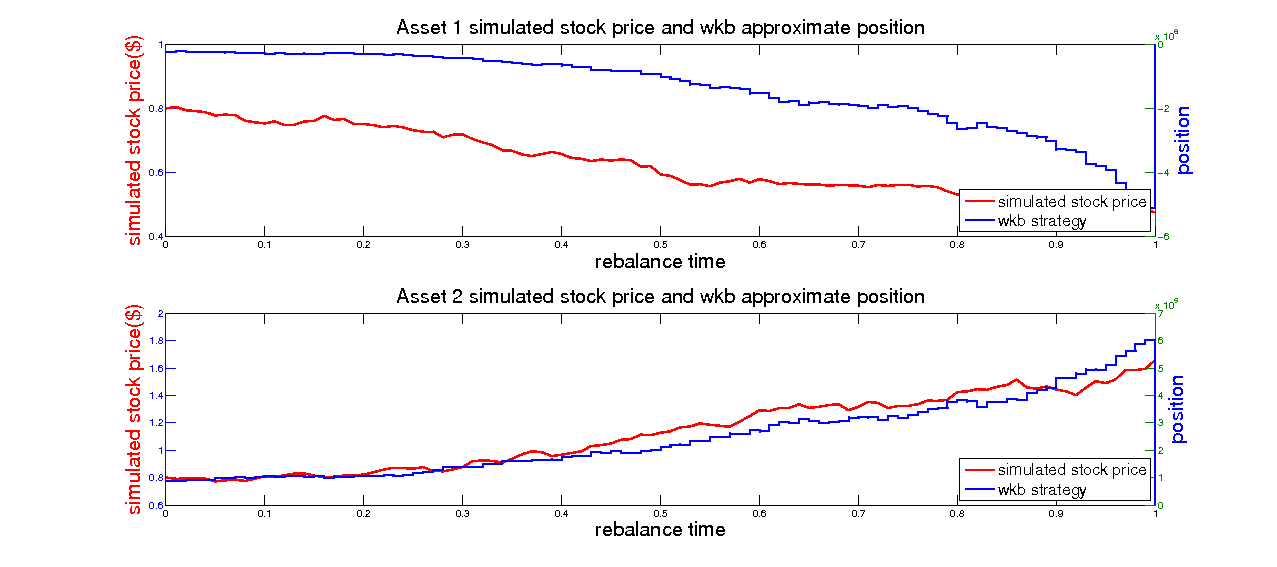 Asset 1 simulated stock price and wkb approximate position
simulated stock price($)
1
0.8
0.6
0.4
0
-2
-4
-6
position
simulated stock price
wkb strategy
0 0.1 0.2 0.3 0.4 0.5 0.6 0.7 0.8 0.9 1
rebalance time
Asset 2 simulated stock price and wkb approximate position
simulated stock price($)
2
1.8
1.6
1.4
1.2
1
0.8
0.6
7
6
5
4
3
2
1
0
position
simulated stock price
wkb strategy
0 0.1 0.2 0.3 0.4 0.5 0.6 0.7 0.8 0.9 1
rebalance time